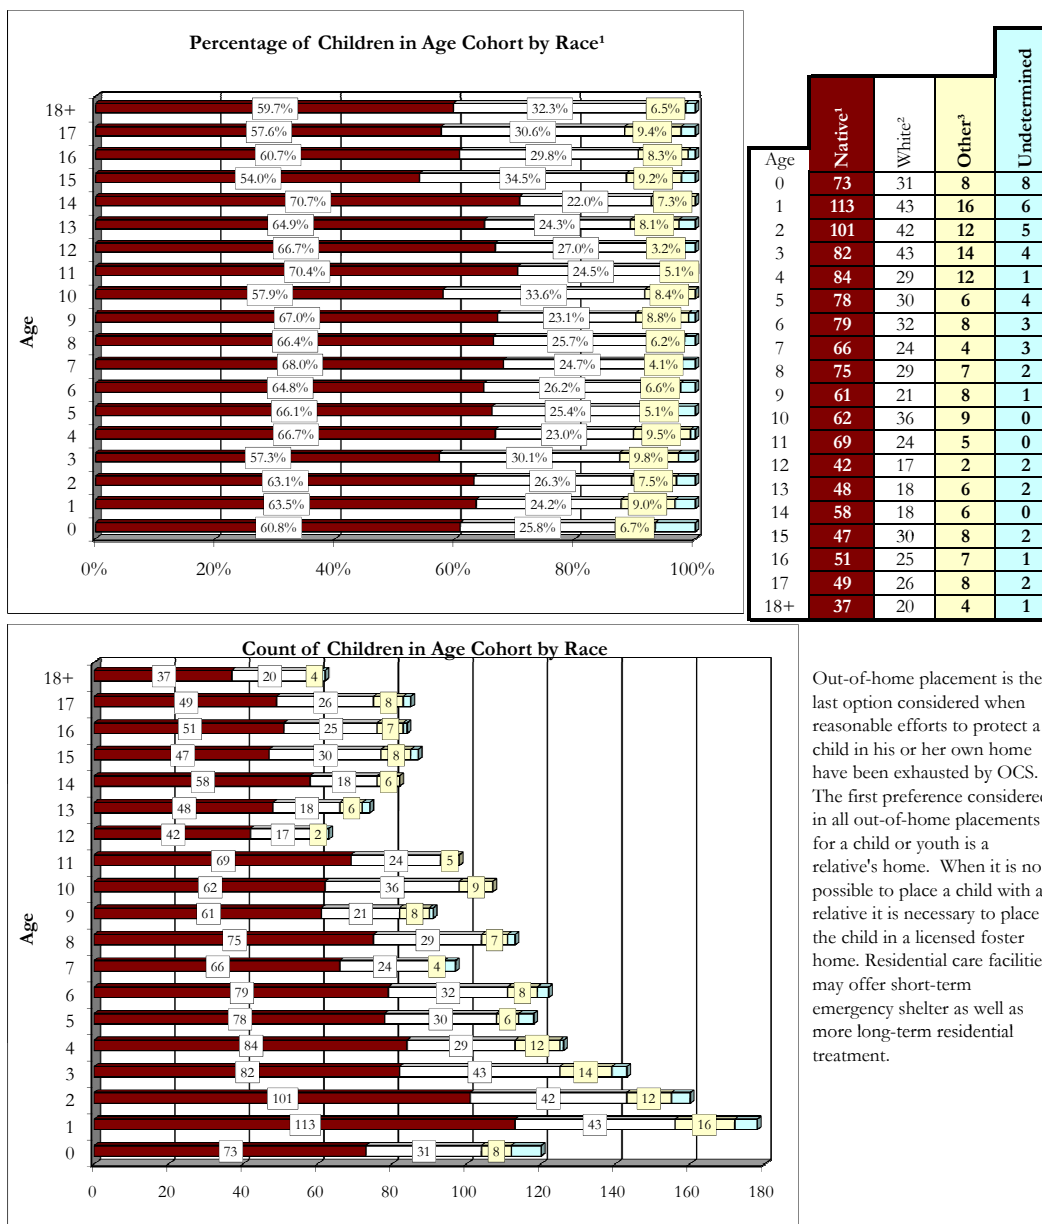 Percentage of Children in Age Cohort by Race¹
Age
18+ 59.7% 32.3% 6.5%
17 57.6% 30.6% 9.4%
16 60.7% 29.8% 8.3%
15 54.0% 34.5% 9.2%
14 70.7% 22.0% 7.3%
13 64.9% 24.3% 8.1%
12 66.7% 27.0% 3.2%
11 70.4% 24.5% 5.1%
10 57.9% 33.6% 8.4%
9 67.0% 23.1% 8.8%
8 66.4% 25.7% 6.2%
7 68.0% 24.7% 4.1%
6 64.8% 26.2% 6.6%
5 66.1% 25.4% 5.1%
4 66.7% 23.0% 9.5%
3 57.3% 30.1% 9.8%
2 63.1% 26.3% 7.5%
1 63.5% 24.2% 9.0%
0 60.8% 25.8% 6.7%
0% 20% 40% 60% 80% 100%
Age Native¹ White² Other³ Undetermined
0 73 31 8 8
1 113 43 16 6
2 101 42 12 5
3 82 43 14 4
4 84 29 12 1
5 78 30 6 4
6 79 32 8 3
7 66 24 4 3
8 75 29 7 2
9 61 21 8 1
10 62 36 9 0
11 69 24 5 0
12 42 17 2 2
13 48 18 6 2
14 58 18 6 0
15 47 30 8 2
16 51 25 7 1
17 49 26 8 2
18+ 37 20 4 1
Count of Children in Age Cohort by Race
Age
18+ 37 20 4
17 49 26 8
16 51 25 7
15 47 30 8
14 58 18 6
13 48 18 6
12 42 17 2
11 69 24 5
10 62 36 9
9 61 21 8
8 75 29 7
7 66 24 4
6 79 32 8
5 78 30 6
4 84 29 12
3 82 43 14
2 101 42 12
1 113 43 16
0 73 31 8
0 20 40 60 80 100 120 140 160 180
Out-of-home placement is the
last option considered when
reasonable efforts to protect a
child in his or her own home
have been exhausted by OCS.
The first preference considered
in all out-of-home placements
for a child or youth is a
relative's home. When it is no
possible to place a child with a
relative it is necessary to place
the child in a licensed foster
home. Residential care facilitie
may offer short-term
emergency shelter as well as
more long-term residential
treatment.